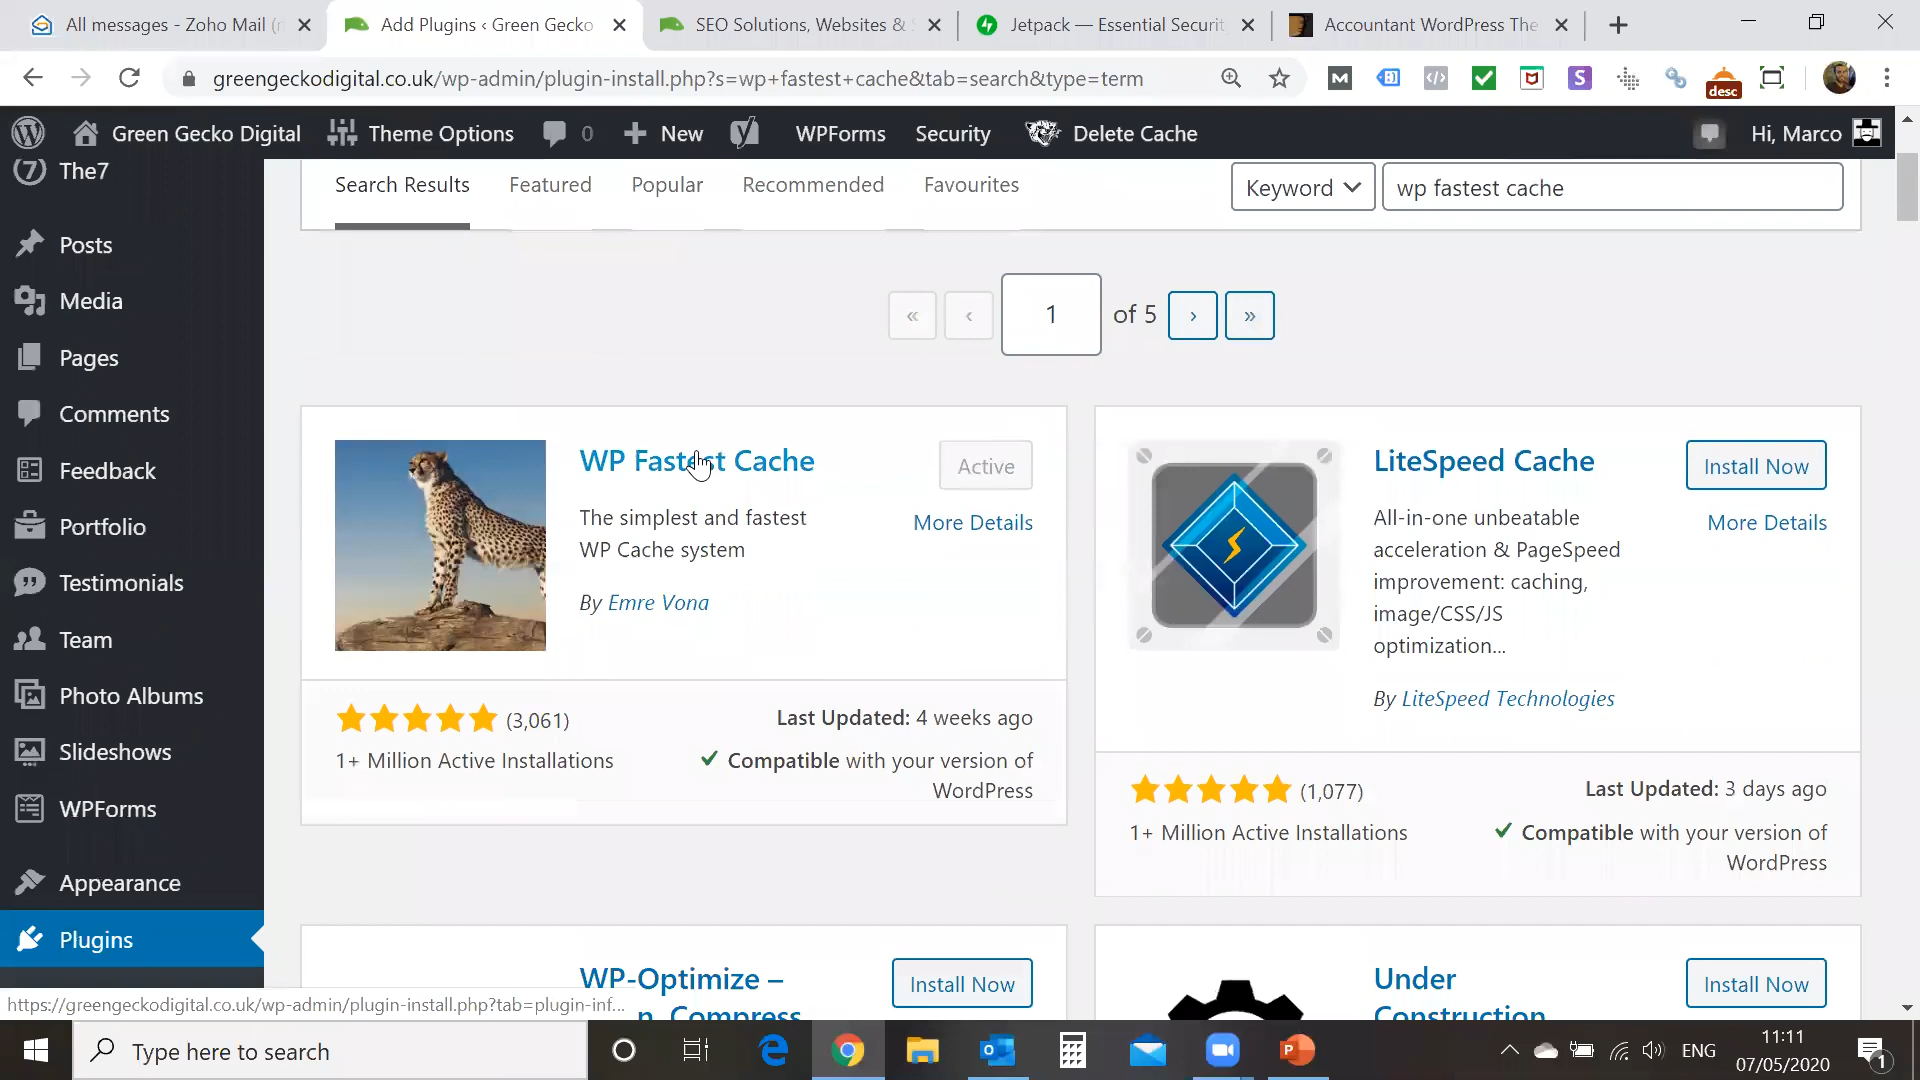 All messages - Zoho Mail (
Add Plugins ‹ Green Gecko
SEO Solutions, Websites &
Jetpack — Essential Securit
Accountant WordPress The
greengeckodigital.co.uk/wp-admin/plugin-install.php?s=wp+fastest+cache&tab=search&type=term
desc
Green Gecko Digital
Theme Options
0
New
WPForms
Security
Delete Cache
Hi, Marco
The7
Posts
Media
Pages
Comments
Feedback
Portfolio
Testimonials
Team
Photo Albums
Slideshows
WPForms
Appearance
Plugins
Search Results
Featured
Popular
Recommended
Favourites
Keyword
wp fastest cache
« ‹ 1 of 5 › »
WP Fastest Cache
Active
More Details
The simplest and fastest
WP Cache system
By Emre Vona
(3,061)
1+ Million Active Installations
Last Updated: 4 weeks ago
Compatible with your version of
WordPress
LiteSpeed Cache
Install Now
More Details
All-in-one unbeatable
acceleration & PageSpeed
improvement: caching,
image/CSS/JS
optimization...
By LiteSpeed Technologies
(1,077)
1+ Million Active Installations
Last Updated: 3 days ago
Compatible with your version of
WordPress
WP-Optimize –
n, Compress
Install Now
Under
Construction
Install Now
https://greengeckodigital.co.uk/wp-admin/plugin-install.php?tab=plugin-inf...
Type here to search
ENG
11:11
07/05/2020
1